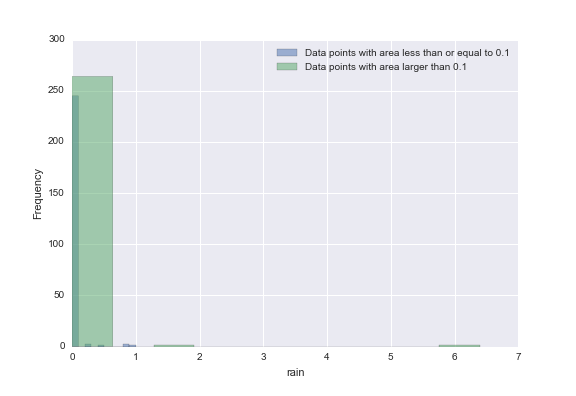 300
250
200
150
100
50
0
Frequency
Data points with area less than or equal to 0.1
Data points with area larger than 0.1
0 1 2 3 4 5 6 7
rain